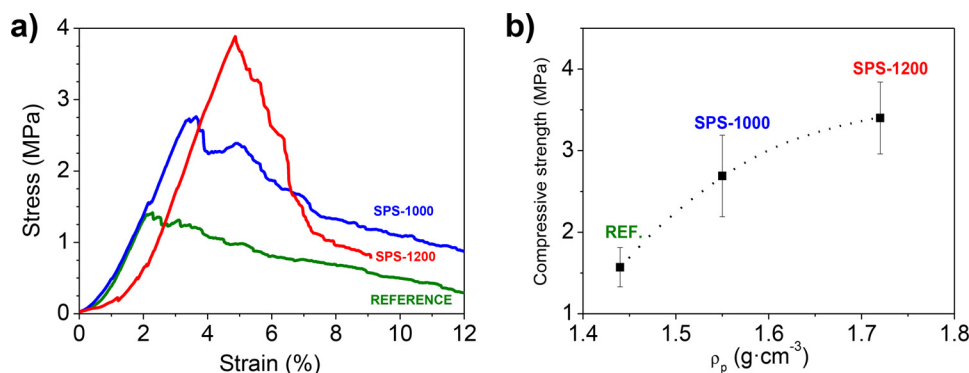 a)
Stress (MPa)
4
3
2
1
0
SPS-1000
SPS-1200
REFERENCE
0 2 4 6 8 10 12
Strain (%)
b)
Compressive strength (MPa)
4
3
2
1
SPS-1200
SPS-1000
REF.
1.4 1.5 1.6 1.7 1.8
ρp (g·cm-3)